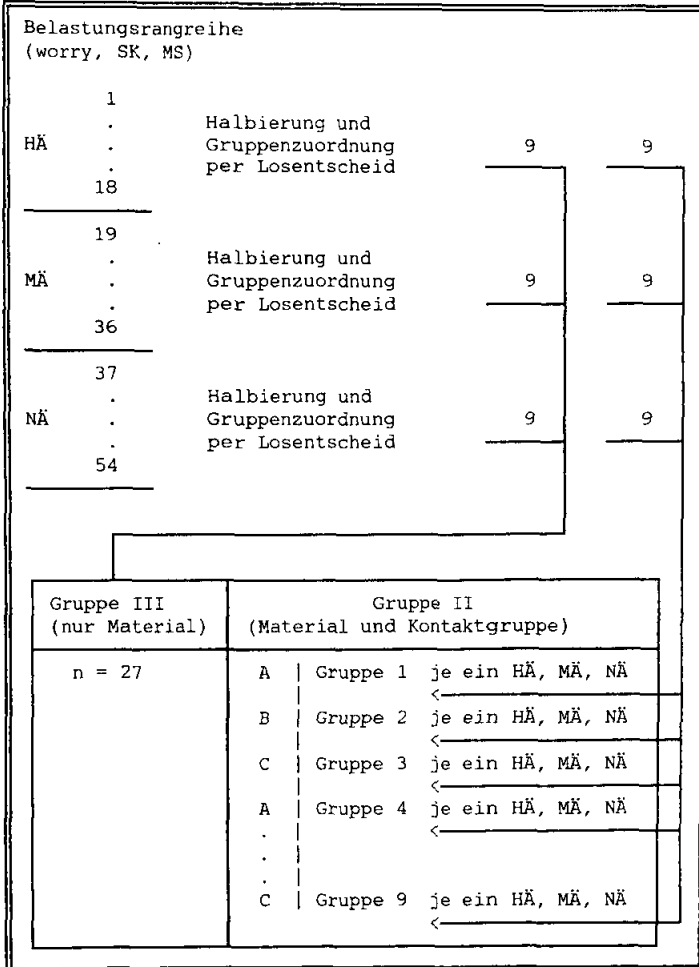 Belastungsrangreihe
(worry, SK, MS)
1
.
Halbierung und
HÄ . Gruppenzuordnung 9 9
. per Losentscheid
18
19
. Halbierung und
MÄ . Gruppenzuordnung 9 9
. per Losentscheid
36
37
. Halbierung und
NÄ . Gruppenzuordnung 9 9
. per Losentscheid
54
Gruppe III Gruppe II
(nur Material) (Material und Kontaktgruppe)
n = 27 A | Gruppe 1 je ein HÄ, MÄ, NÄ
B | Gruppe 2 je ein HÄ, MÄ, NÄ
C | Gruppe 3 je ein HÄ, MÄ, NÄ
A | Gruppe 4 je ein HÄ, MÄ, NÄ
.
.
.
C | Gruppe 9 je ein HÄ, MÄ, NÄ